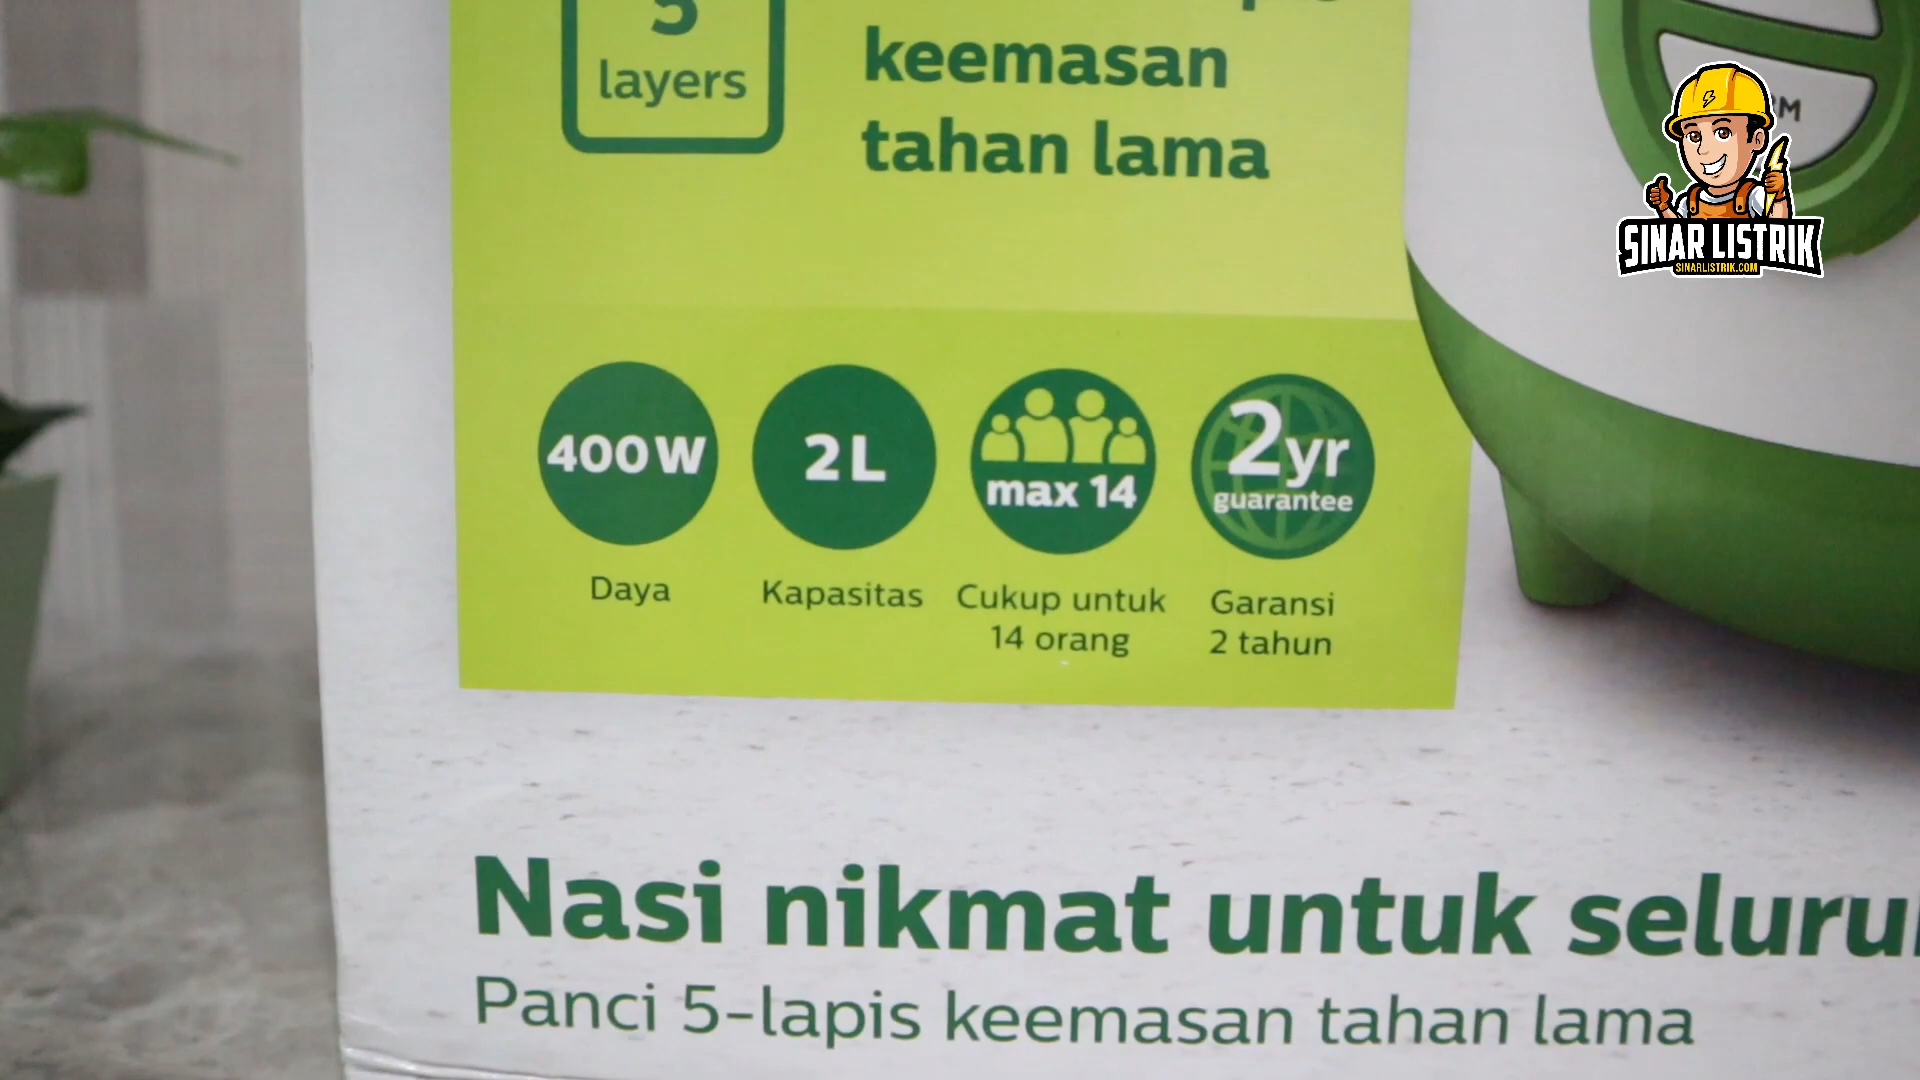 5
layers
keemasan
tahan lama
SINAR LISTRIK
SINARLISTRIK.COM
400W
2L
max 14
2yr
guarantee
Daya
Kapasitas
Cukup untuk
14 orang
Garansi
2 tahun
Nasi nikmat untuk
Panci 5-lapis keemasan tahan lama